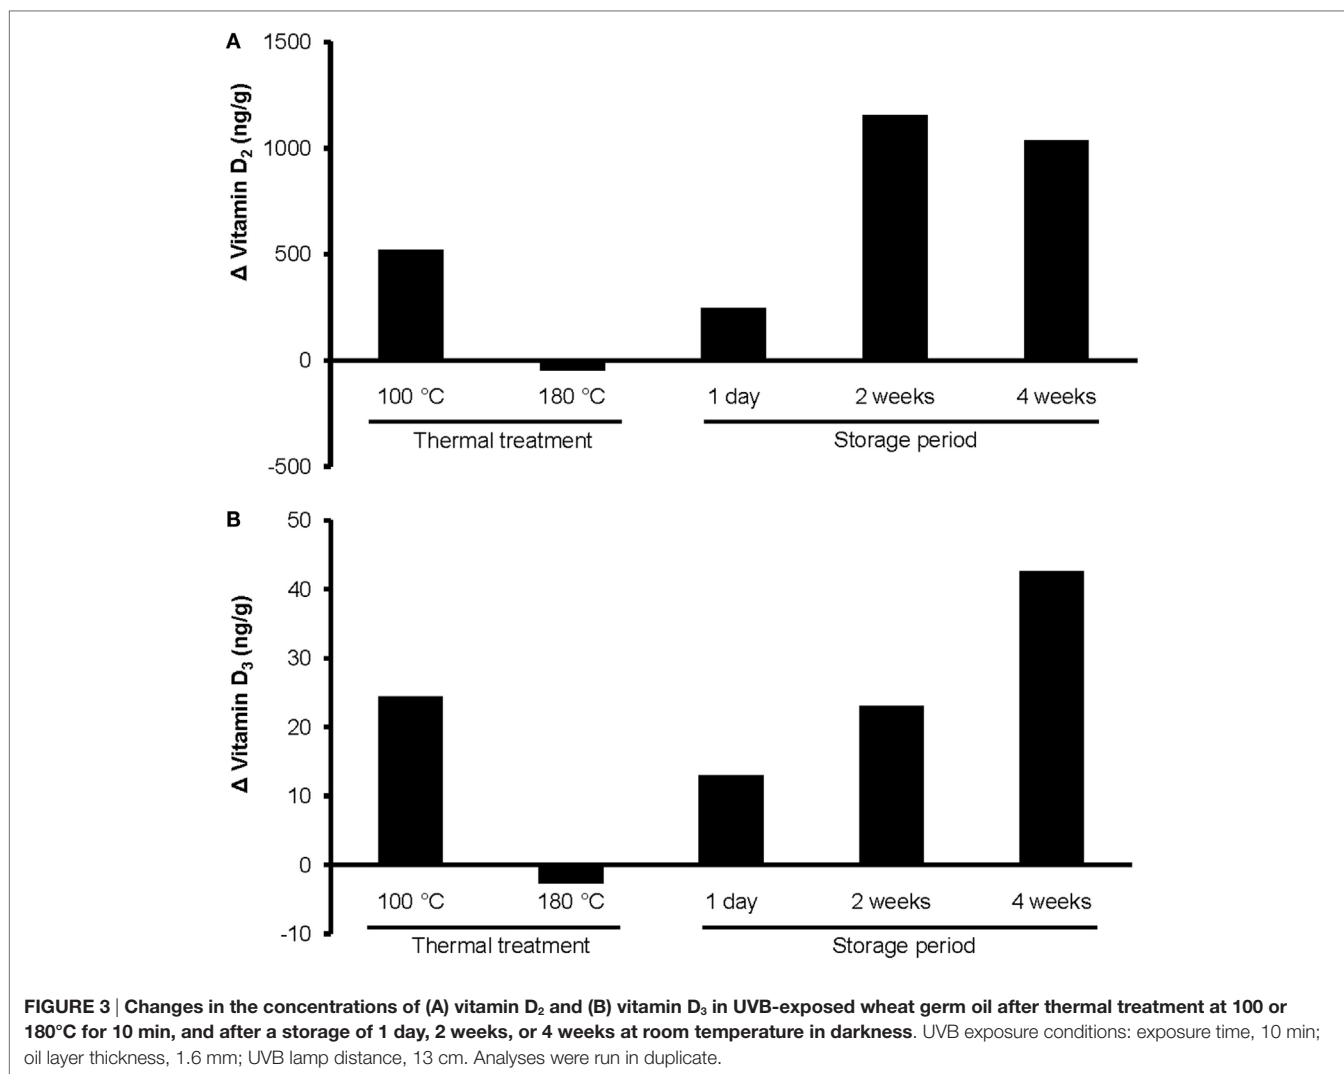 A
1500
1000
500
0
-500
Δ Vitamin D₂ (ng/g)
100 °C 180 °C 1 day 2 weeks 4 weeks
Thermal treatment Storage period
B
50
40
30
20
10
0
-10
Δ Vitamin D₃ (ng/g)
100 °C 180 °C 1 day 2 weeks 4 weeks
Thermal treatment Storage period
FIGURE 3 | Changes in the concentrations of (A) vitamin D₂ and (B) vitamin D₃ in UVB-exposed wheat germ oil after thermal treatment at 100 or
180°C for 10 min, and after a storage of 1 day, 2 weeks, or 4 weeks at room temperature in darkness. UVB exposure conditions: exposure time, 10 min;
oil layer thickness, 1.6 mm; UVB lamp distance, 13 cm. Analyses were run in duplicate.